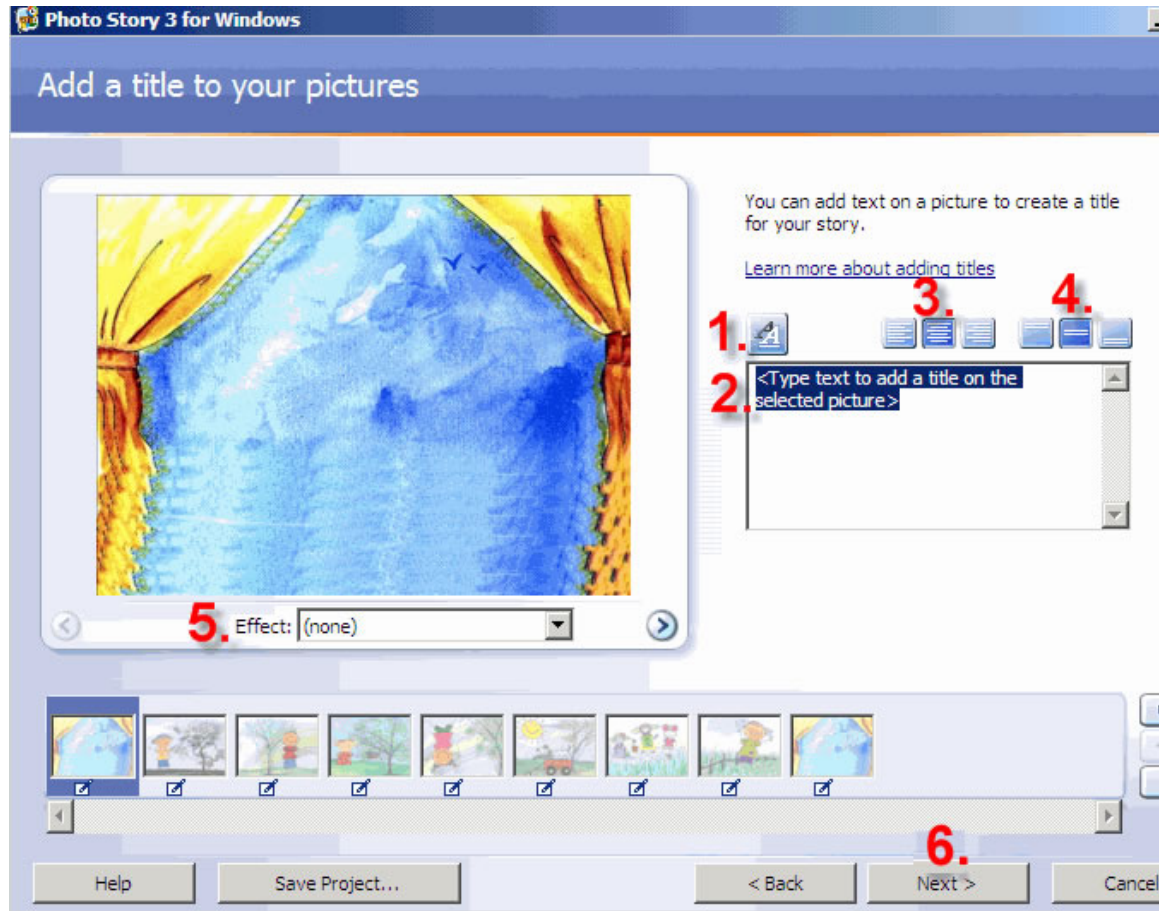 Photo Story 3 for Windows
Add a title to your pictures
You can add text on a picture to create a title
for your story.
Learn more about adding titles
3.
4.
1.
A
2.
<Type text to add a title on the
selected picture>
5.
Effect: (none)
6.
Help
Save Project...
< Back
Next >
Cancel